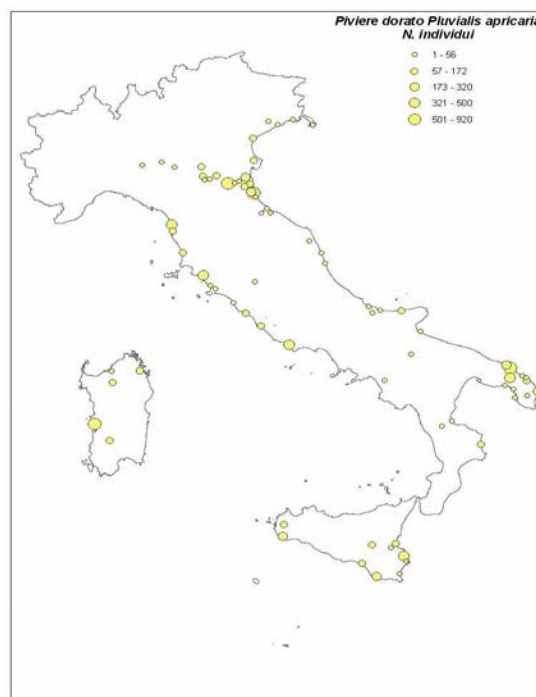 Piviere dorato Pluvialis apricaria
N. individui
1 - 56
57 - 172
173 - 320
321 - 500
501 - 920